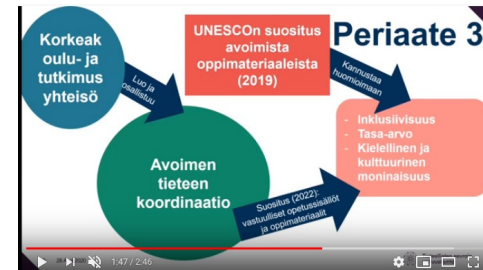 Periaate 3
Korkeak
oulu- ja
tutkimus
yhteisö
Luo ja
osallistuu
UNESCOn suositus
avoimista
oppimateriaaleista
(2019)
Kannustaa
huomioimaan
- Inklusiivisuus
- Tasa-arvo
- Kielellinen ja
kulttuurinen
moninaisuus
Avoimen
tieteen
koordinaatio
Suositus (2022):
vastuulliset opetussisällöt
ja oppimateriaalit
1:47 / 2:46